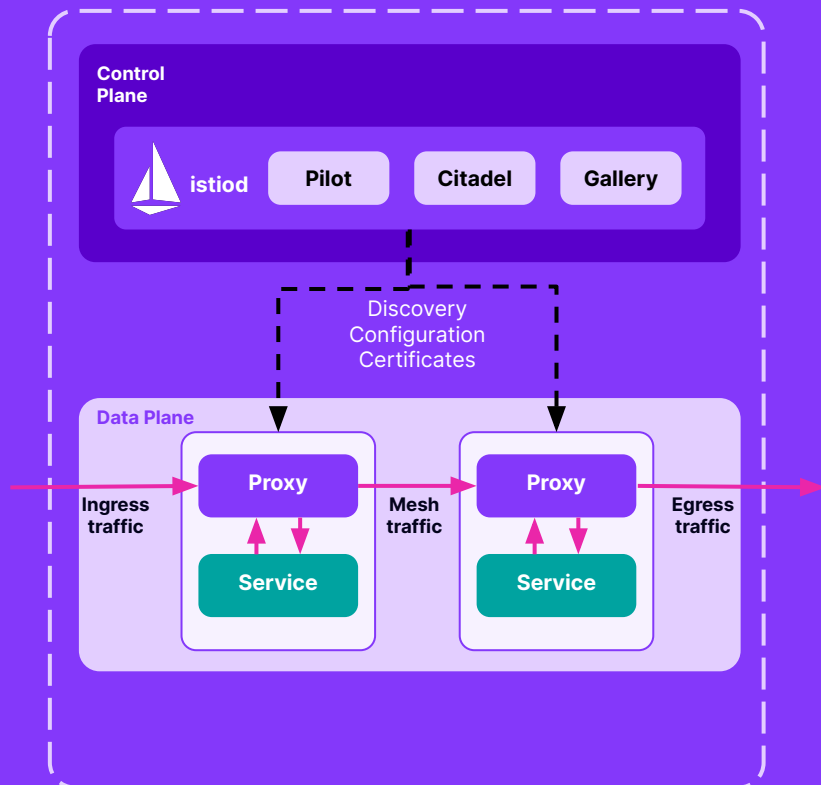 Control
Plane
istiod
Pilot
Citadel
Gallery
Discovery
Configuration
Certificates
Data Plane
Proxy
Proxy
Ingress
traffic
Mesh
traffic
Egress
traffic
Service
Service